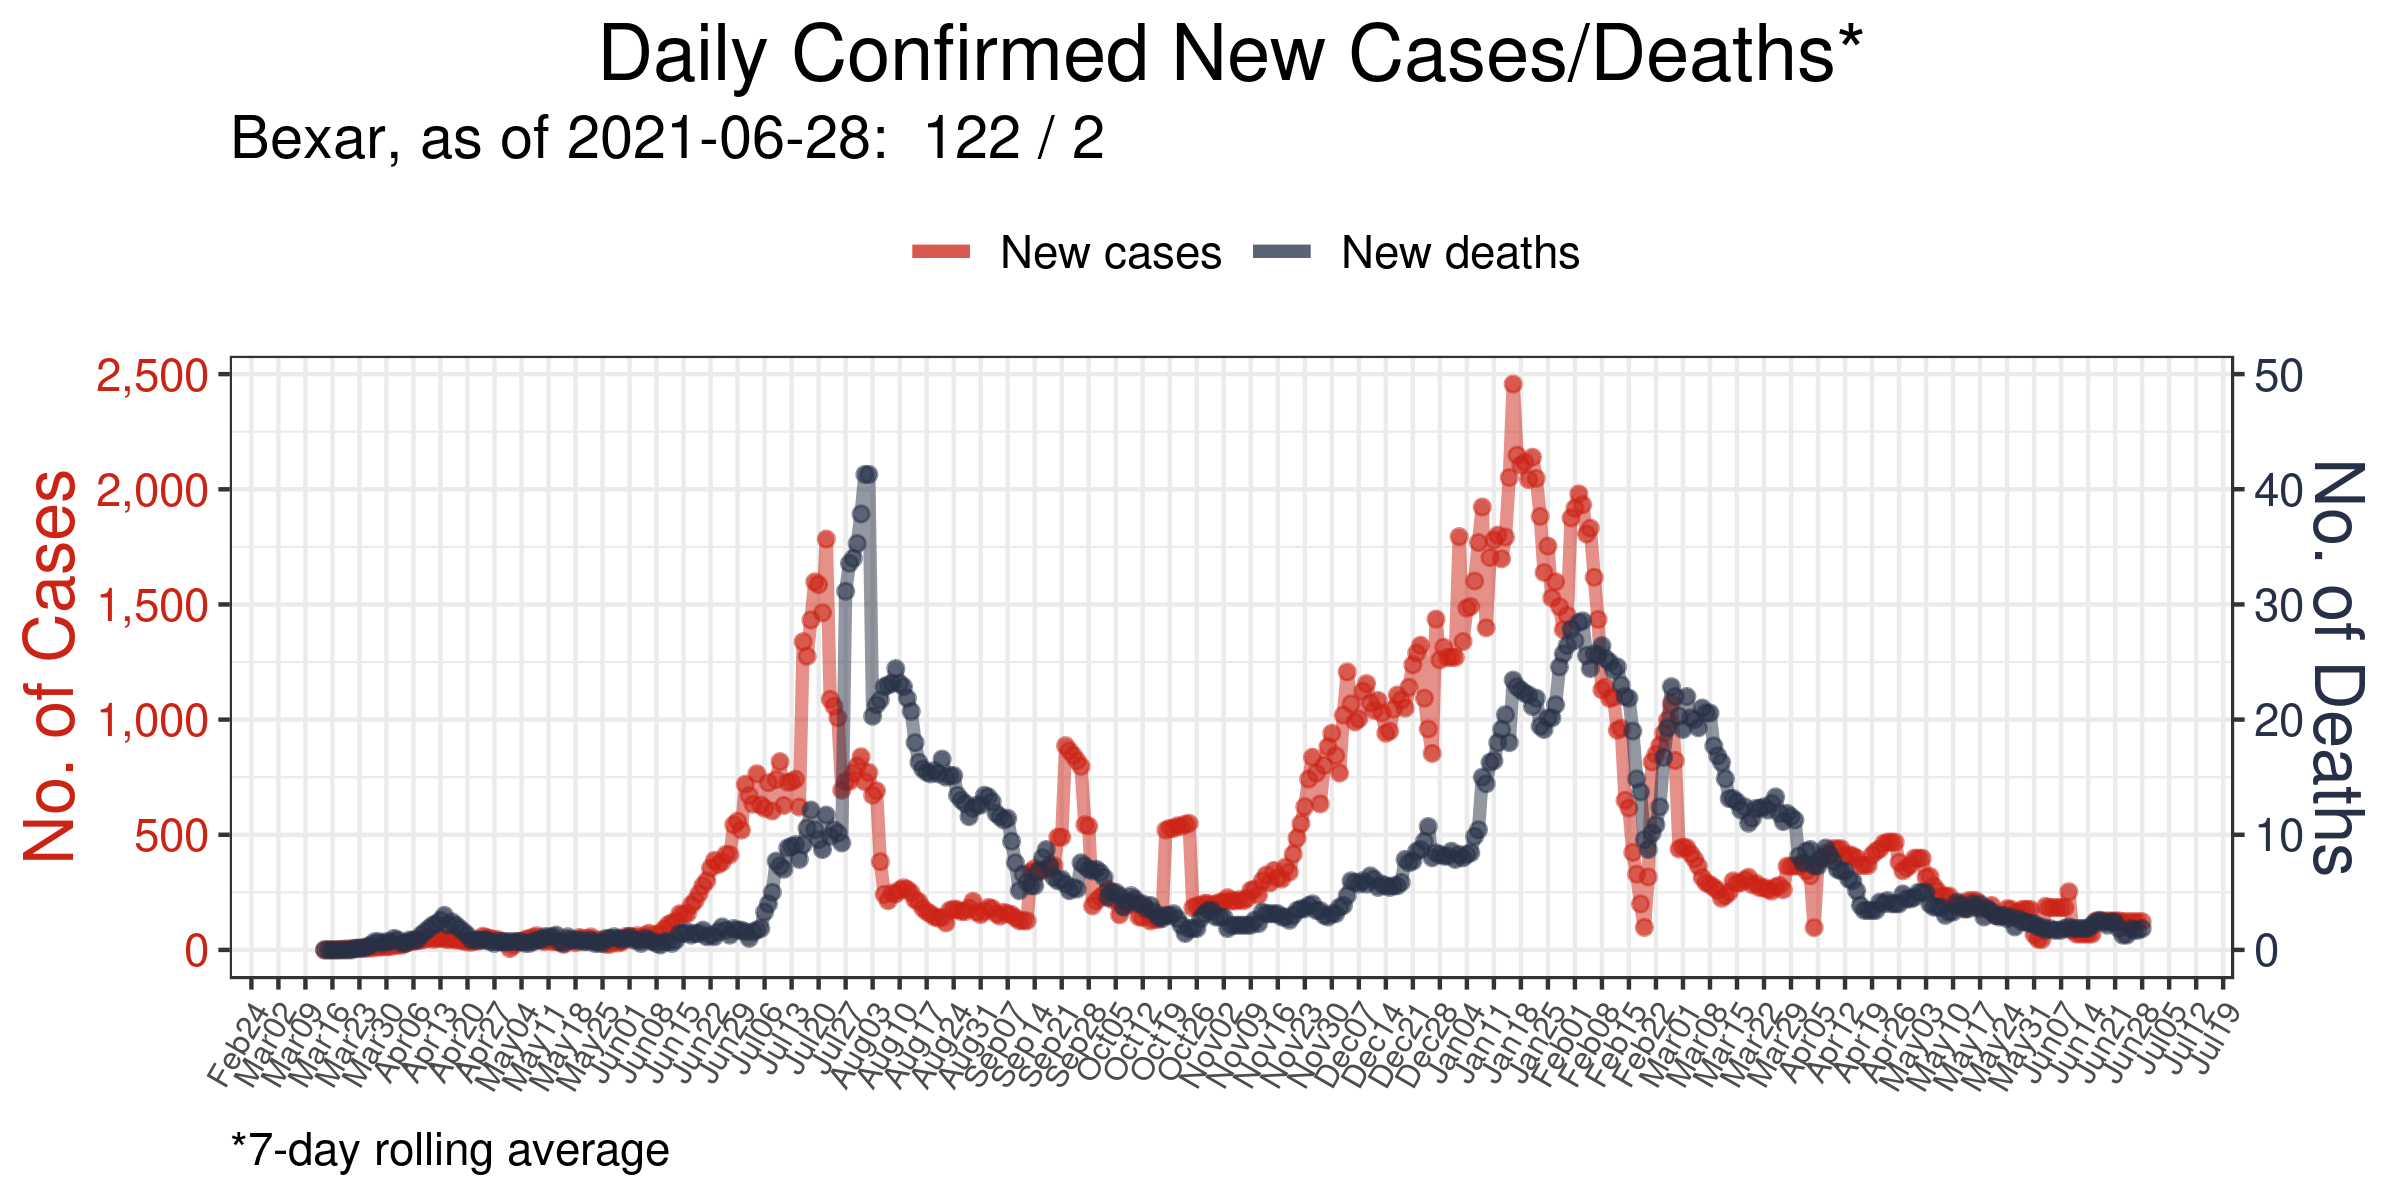 Daily Confirmed New Cases/Deaths*
Bexar, as of 2021-06-28:  122 / 2
New cases
New deaths
No. of Cases
2,500
2,000
1,500
1,000
500
0
50
40
30
20
10
0
No. of Deaths
Feb24
Mar02
Mar09
Mar16
Mar23
Mar30
Apr06
Apr13
Apr20
Apr27
May04
May11
May18
May25
Jun01
Jun08
Jun15
Jun22
Jun29
Jul06
Jul13
Jul20
Jul27
Aug03
Aug10
Aug17
Aug24
Aug31
Sep07
Sep14
Sep21
Sep28
Oct05
Oct12
Oct19
Oct26
Nov02
Nov09
Nov16
Nov23
Nov30
Dec07
Dec14
Dec21
Dec28
Jan04
Jan11
Jan18
Jan25
Feb01
Feb08
Feb15
Feb22
Mar01
Mar08
Mar15
Mar22
Mar29
Apr05
Apr12
Apr19
Apr26
May03
May10
May17
May24
May31
Jun07
Jun14
Jun21
Jun28
Jul05
Jul12
Jul19
*7-day rolling average